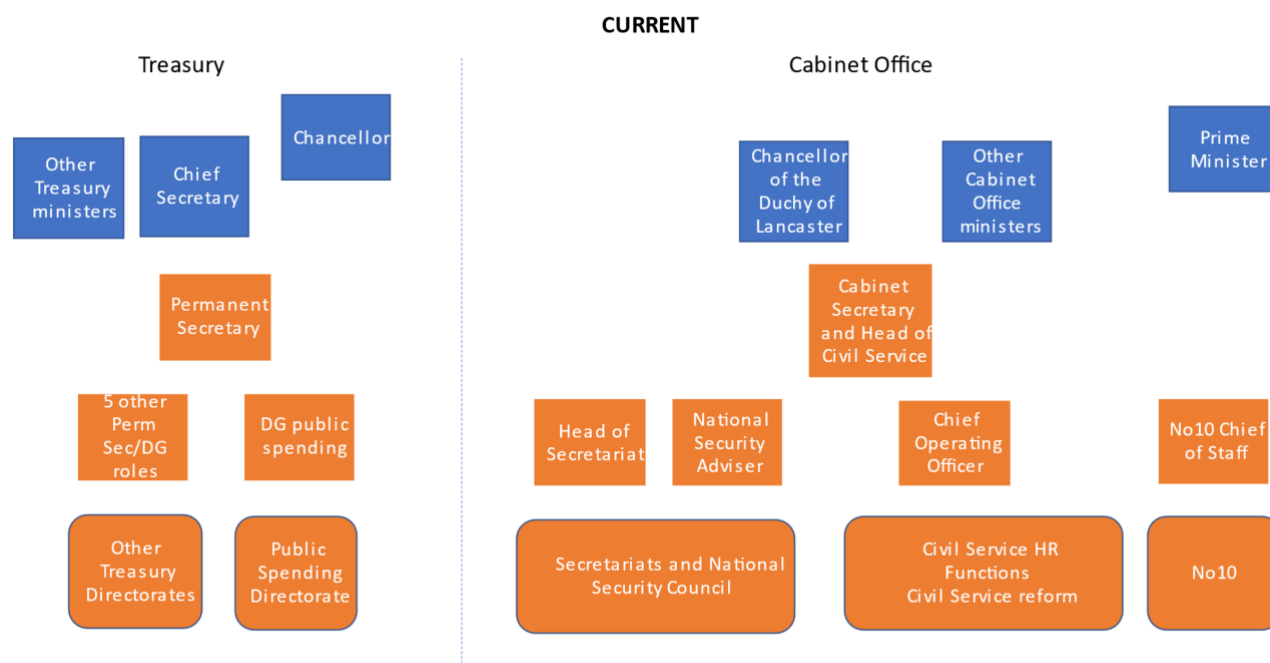 CURRENT
Treasury
Cabinet Office
Chancellor
Other
Treasury
ministers
Chief
Secretary
Chancellor
of the
Duchy of
Lancaster
Other
Cabinet
Office
ministers
Prime
Minister
Permanent
Secretary
Cabinet
Secretary
and Head of
Civil Service
5 other
Perm
Sec/DG
roles
DG public
spending
Head of
Secretariat
National
Security
Adviser
Chief
Operating
Officer
No10 Chief
of Staff
Other
Treasury
Directorates
Public
Spending
Directorate
Secretariats and National
Security Council
Civil Service HR
Functions
Civil Service reform
No10